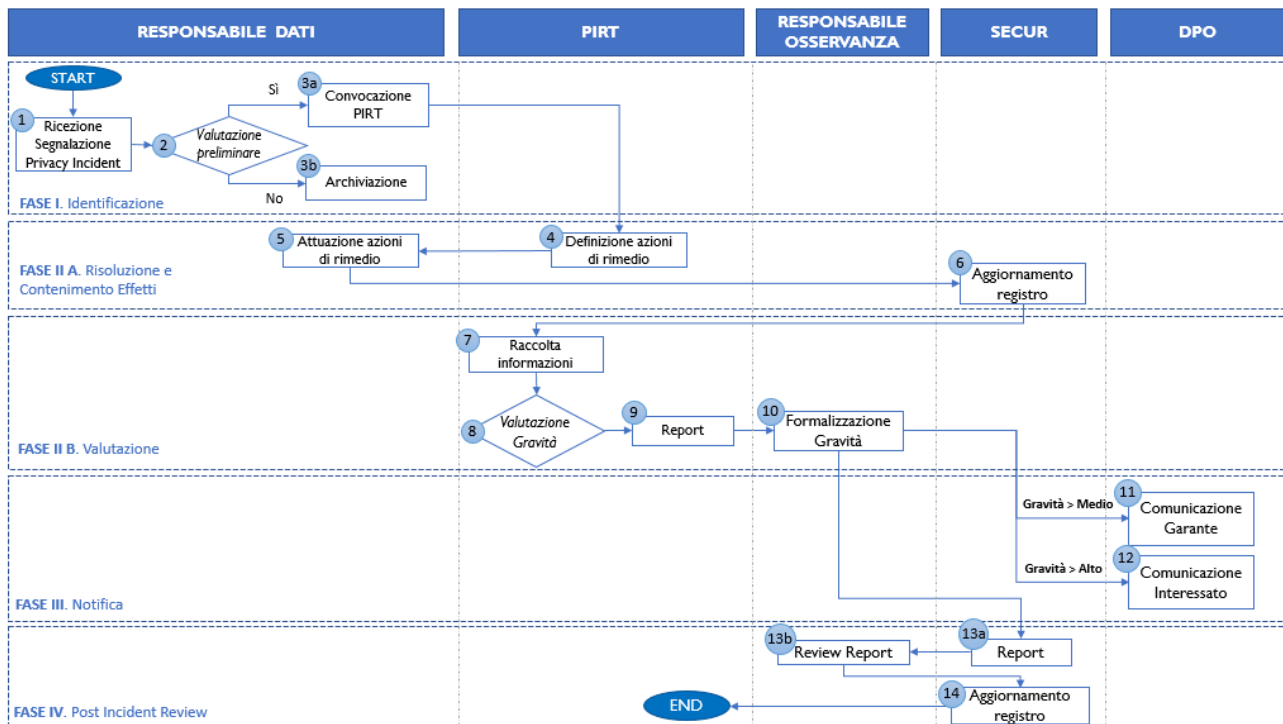 RESPONSABILE DATI
PIRT
RESPONSABILE
OSSERVANZA
SECUR
DPO
START
1
Ricezione
Segnalazione
Privacy Incident
2
Valutazione
preliminare
Sì
3a
Convocazione
PIRT
3b
Archiviazione
No
FASE I. Identificazione
5
Attuazione azioni
di rimedio
4
Definizione azioni
di rimedio
6
Aggiornamento
registro
FASE II A. Risoluzione e
Contenimento Effetti
7
Raccolta
informazioni
8
Valutazione
Gravità
9
Report
10
Formalizzazione
Gravità
FASE II B. Valutazione
Gravità > Medio
11
Comunicazione
Garante
Gravità > Alto
12
Comunicazione
Interessato
FASE III. Notifica
13b
Review Report
13a
Report
14
Aggiornamento
registro
END
FASE IV. Post Incident Review